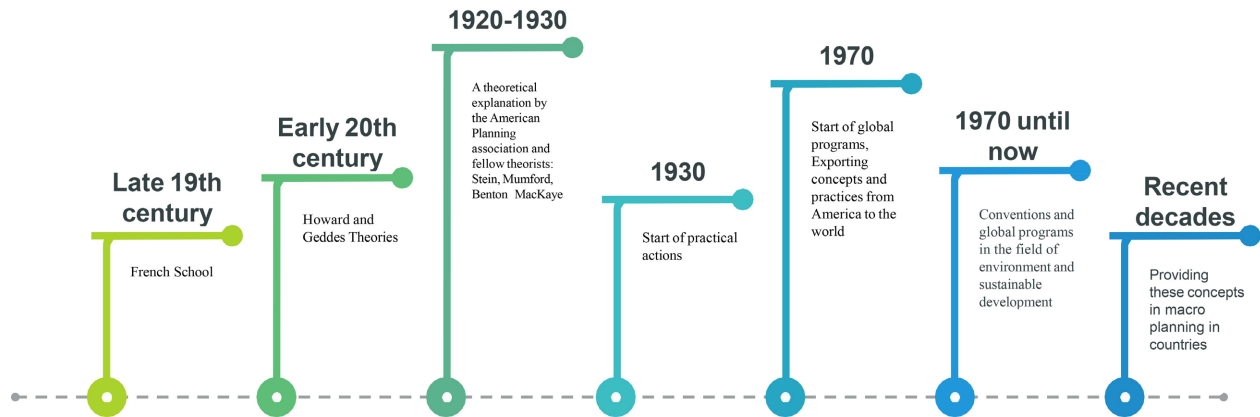 Late 19th
century
French School
Early 20th
century
Howard and
Geddes Theories
1920-1930
A theoretical
explanation by
the American
Planning
association and
fellow theorists:
Stein, Mumford,
Benton MacKaye
1930
Start of practical
actions
1970
Start of global
programs,
Exporting
concepts and
practices from
America to the
world
1970 until
now
Conventions and
global programs
in the field of
environment and
sustainable
development
Recent
decades
Providing
these concepts
in macro
planning in
countries